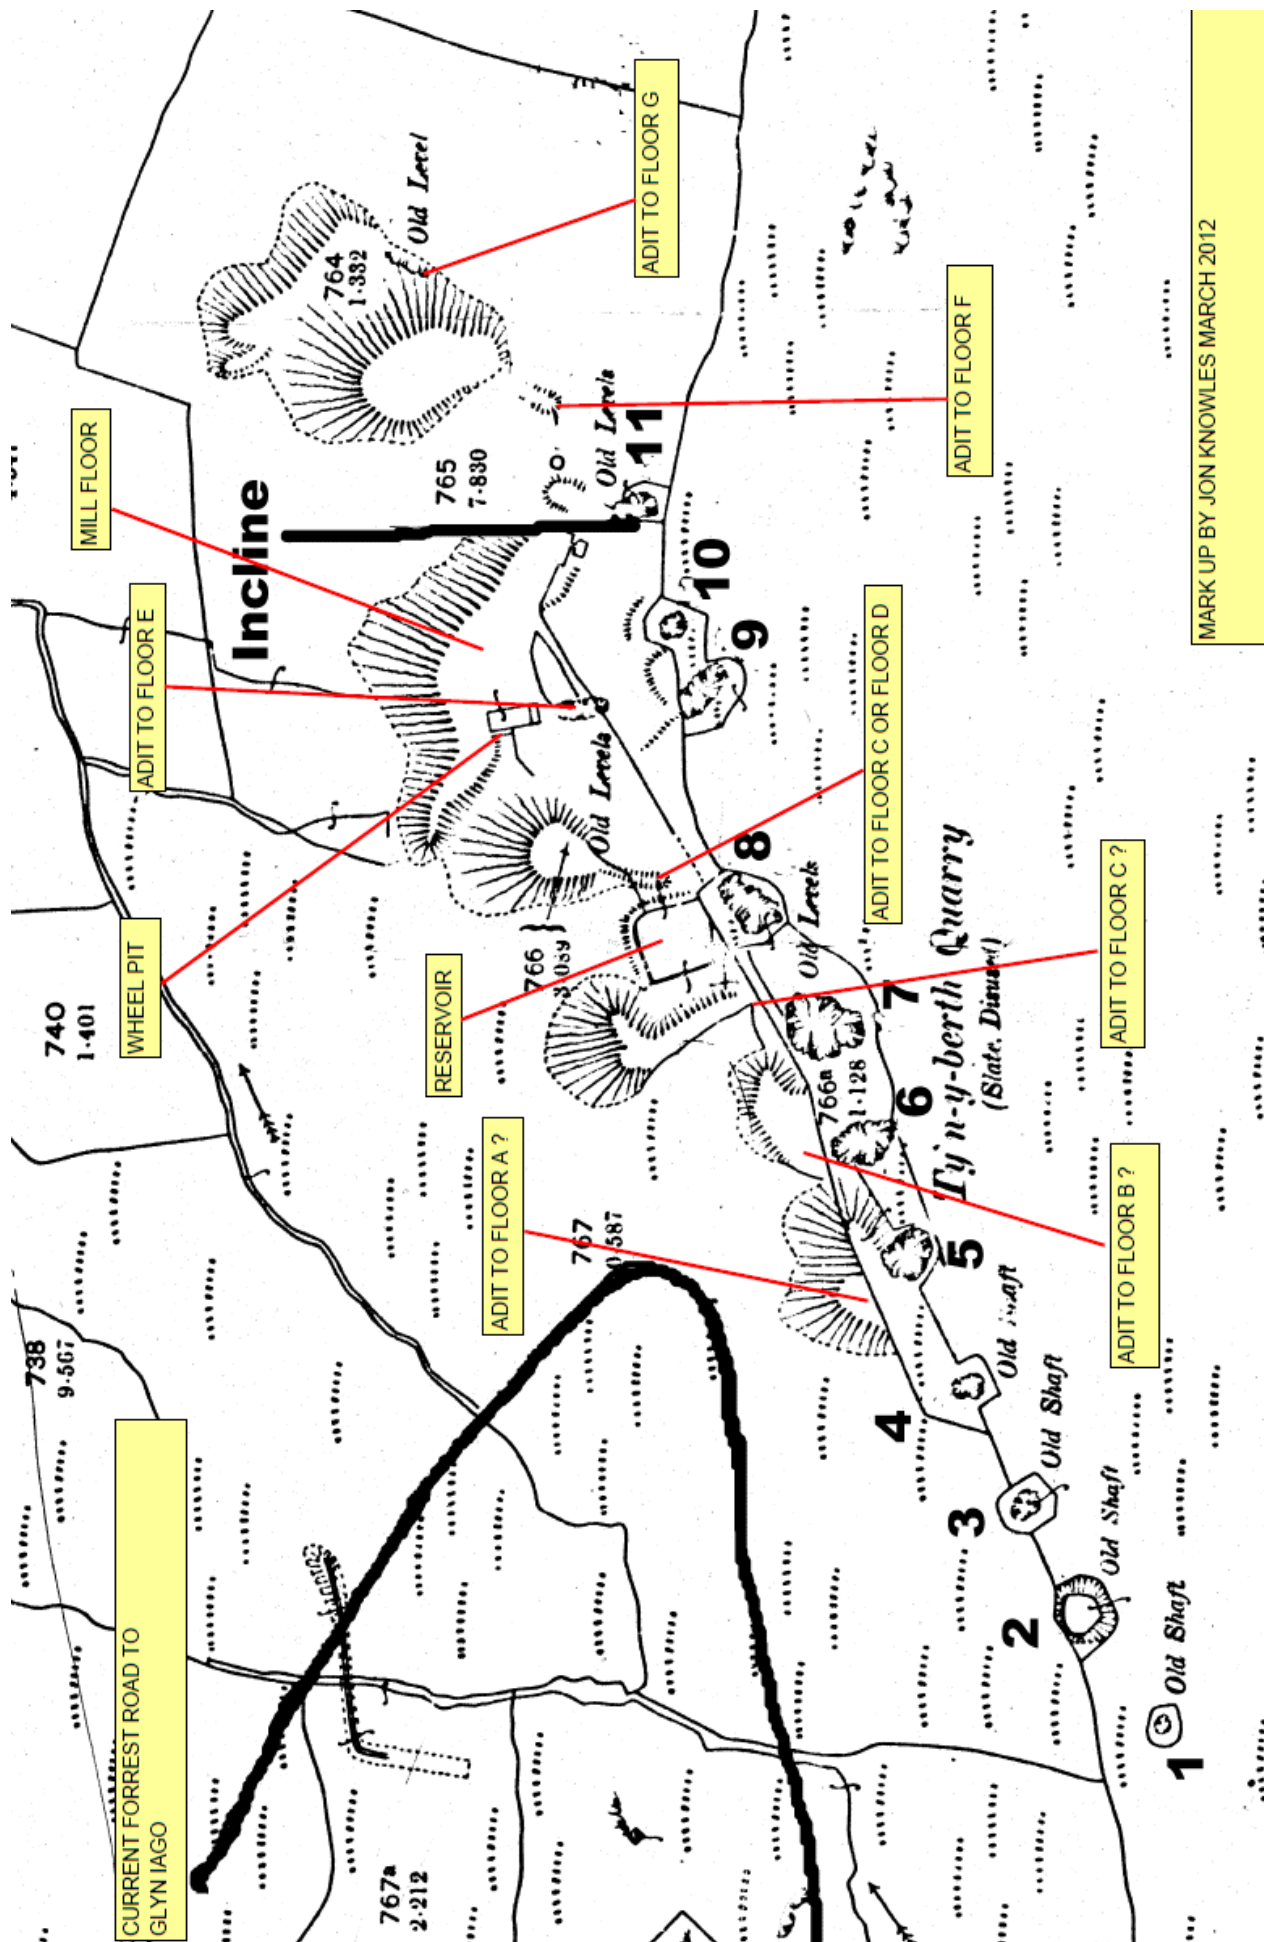 CURRENT FORREST ROAD TO
GLYN IAGO
738
9·567
767a
2·212
740
1·401
WHEEL PIT
ADIT TO FLOOR E
MILL FLOOR
Incline
764
1·332
Old Level
ADIT TO FLOOR G
765
7·830
Old Levels
11
ADIT TO FLOOR F
10
9
Old Levels
766
RESERVOIR
8
ADIT TO FLOOR C OR FLOOR D
Old Levels
7
ADIT TO FLOOR C ?
766a
1·128
6
Ty'n-y-berth Quarry
(Slate, Disused)
ADIT TO FLOOR A ?
767
0·587
5
ADIT TO FLOOR B ?
Old Shaft
4
Old Shaft
3
Old Shaft
2
Old Shaft
1
MARK UP BY JON KNOWLES MARCH 2012